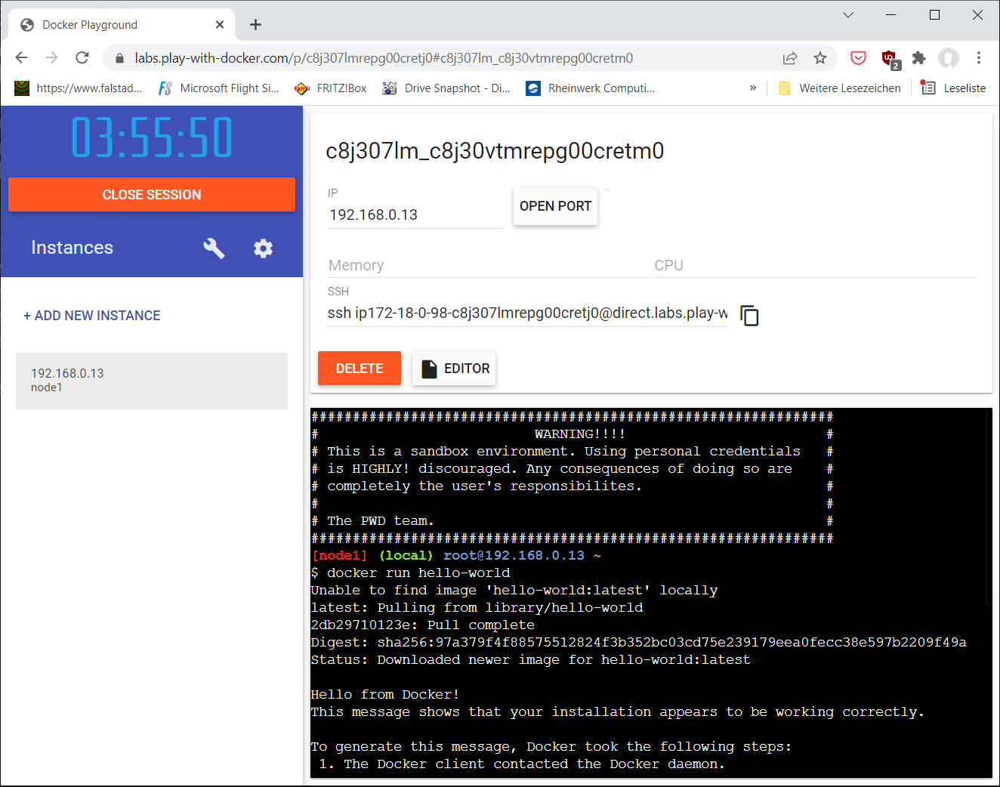 Docker Playground
labs.play-with-docker.com/p/c8j307lmrepg00cretj0#c8j307lm_c8j30vtmrepg00cretm0
2
https://www.falstad...
FS Microsoft Flight Si...
FRITZ!Box
Drive Snapshot - Di...
Rheinwerk Computi...
»
Weitere Lesezeichen
Leseliste
03:55:50
CLOSE SESSION
Instances
+ ADD NEW INSTANCE
192.168.0.13
node1
c8j307lm_c8j30vtmrepg00cretm0
IP
192.168.0.13
OPEN PORT
Memory
CPU
SSH
ssh ip172-18-0-98-c8j307lmrepg00cretj0@direct.labs.play-w
DELETE
EDITOR
###############################################################
#                          WARNING!!!!                        #
# This is a sandbox environment. Using personal credentials   #
# is HIGHLY! discouraged. Any consequences of doing so are    #
# completely the user's responsibilites.                      #
#                                                             #
# The PWD team.                                               #
###############################################################
[node1] (local) root@192.168.0.13 ~
$ docker run hello-world
Unable to find image 'hello-world:latest' locally
latest: Pulling from library/hello-world
2db29710123e: Pull complete
Digest: sha256:97a379f4f88575512824f3b352bc03cd75e239179eea0fecc38e597b2209f49a
Status: Downloaded newer image for hello-world:latest
Hello from Docker!
This message shows that your installation appears to be working correctly.
To generate this message, Docker took the following steps:
1. The Docker client contacted the Docker daemon.